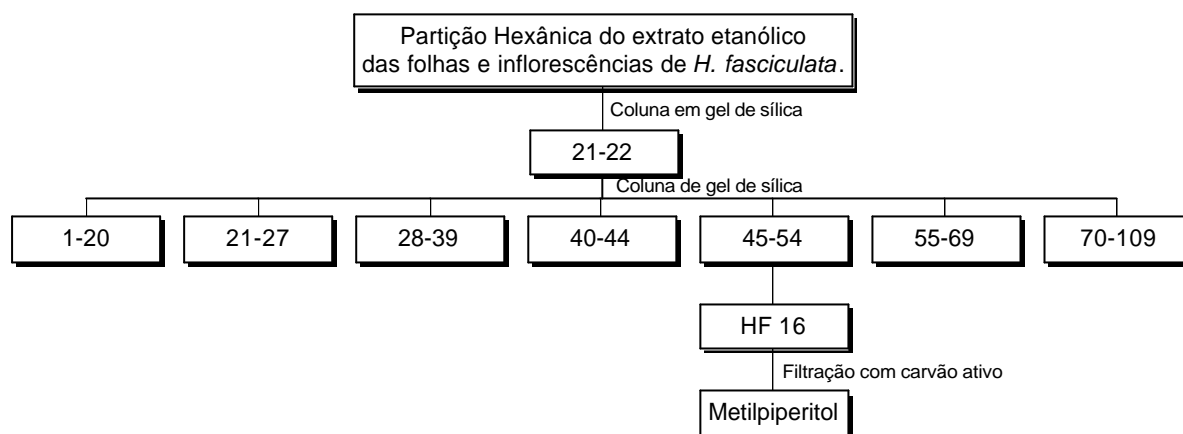 Partição Hexânica do extrato etanólico
das folhas e inflorescências de H. fasciculata.
Coluna em gel de sílica
21-22
Coluna de gel de sílica
1-20
21-27
28-39
40-44
45-54
55-69
70-109
HF 16
Filtração com carvão ativo
Metilpiperitol